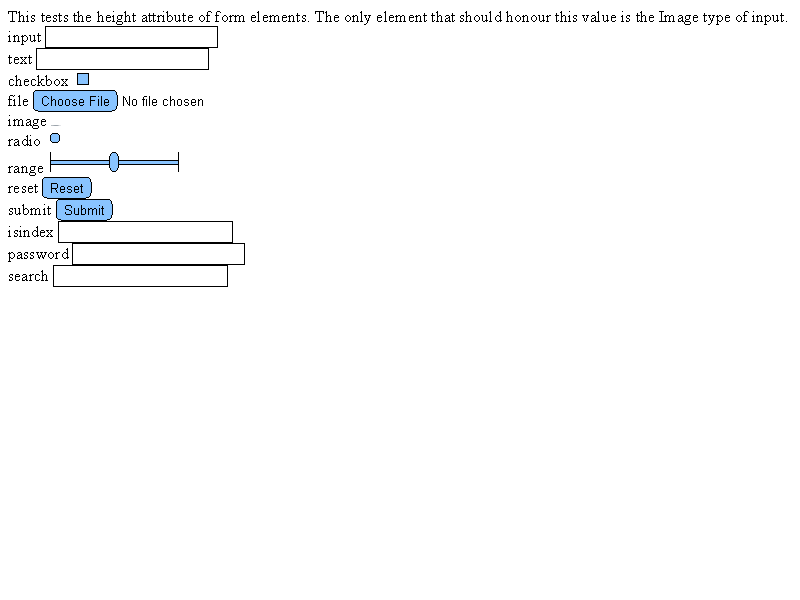 This tests the height attribute of form elements. The only element that should honour this value is the Image type of input.
input
text
checkbox
file Choose File No file chosen
image
radio
range
reset Reset
submit Submit
isindex
password
search